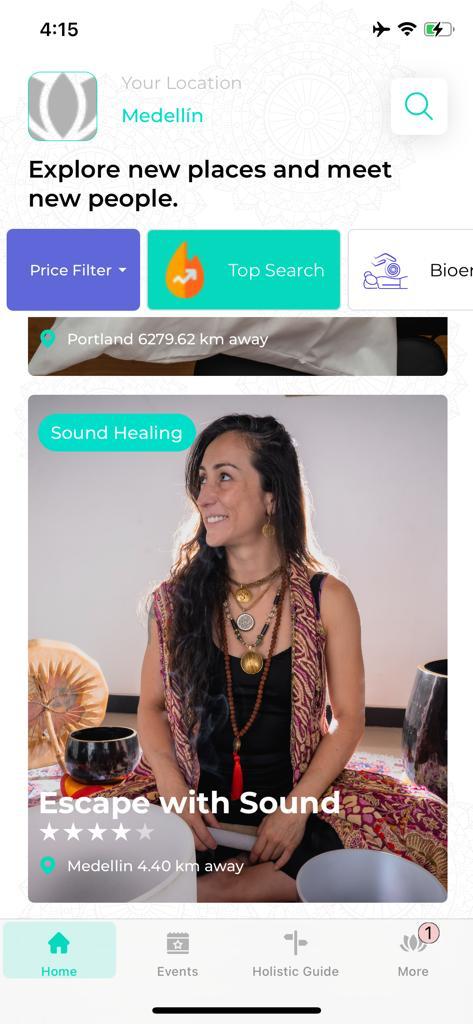 4:15
Your Location
Medellín
Explore new places and meet
new people.
Price Filter
Top Search
Bioer
Portland 6279.62 km away
Sound Healing
Escape with Sound
Medellin 4.40 km away
Home
Events
Holistic Guide
More
1